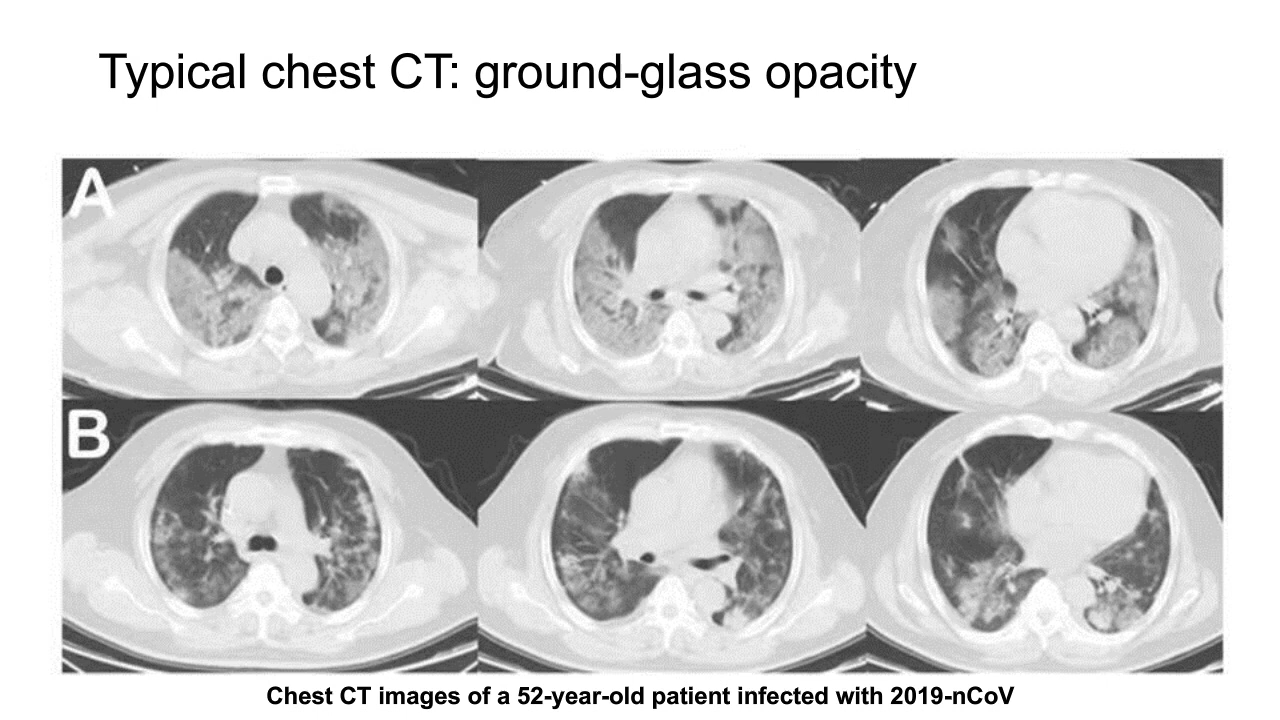 Typical chest CT: ground-glass opacity
A
B
Chest CT images of a 52-year-old patient infected with 2019-nCoV